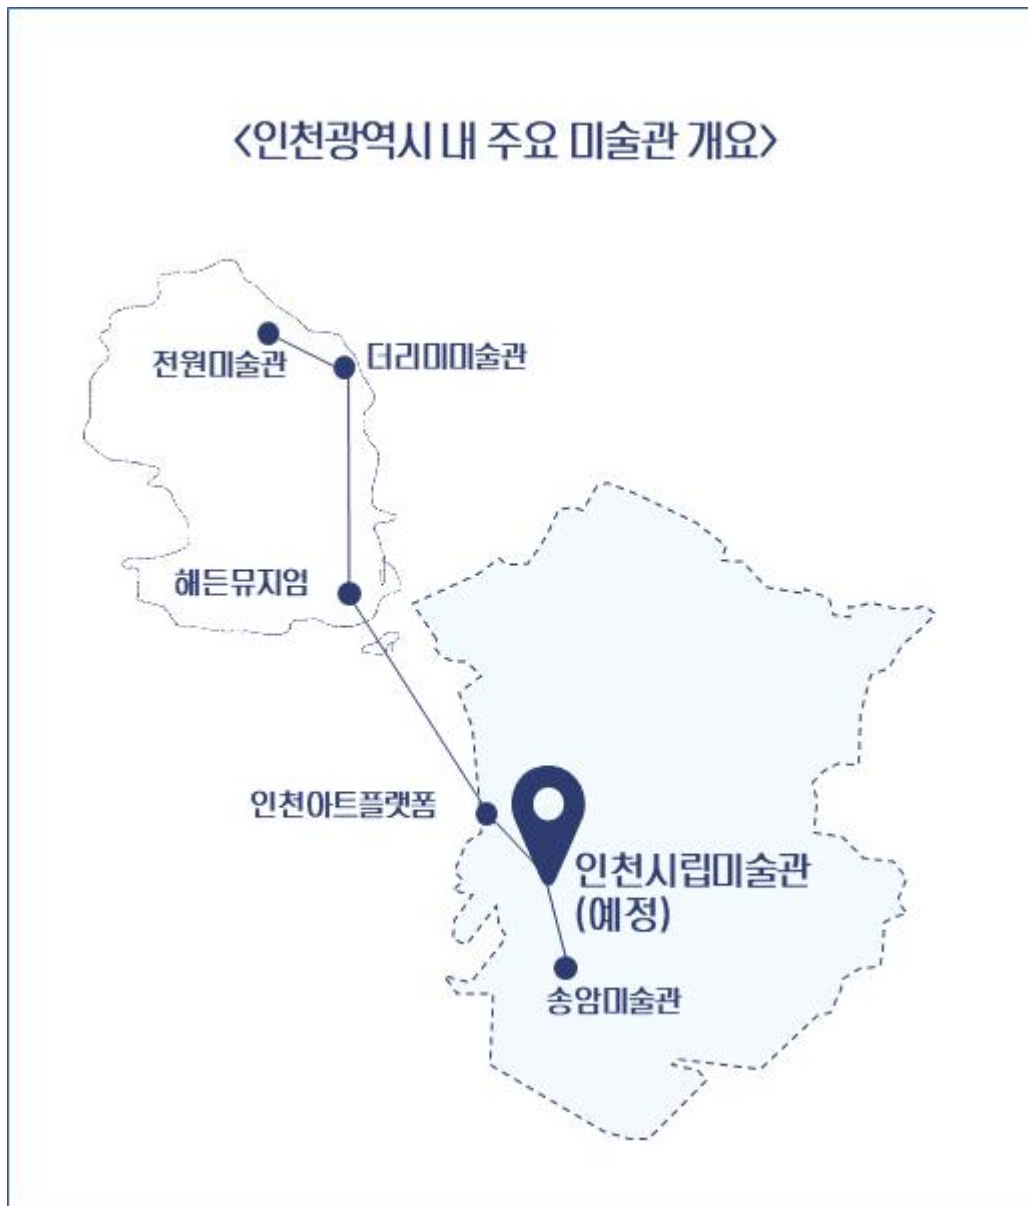 <인천광역시 내 주요 미술관 개요>
전원미술관
더리미미술관
해든뮤지엄
인천아트플랫폼
인천시립미술관
(예정)
송암미술관